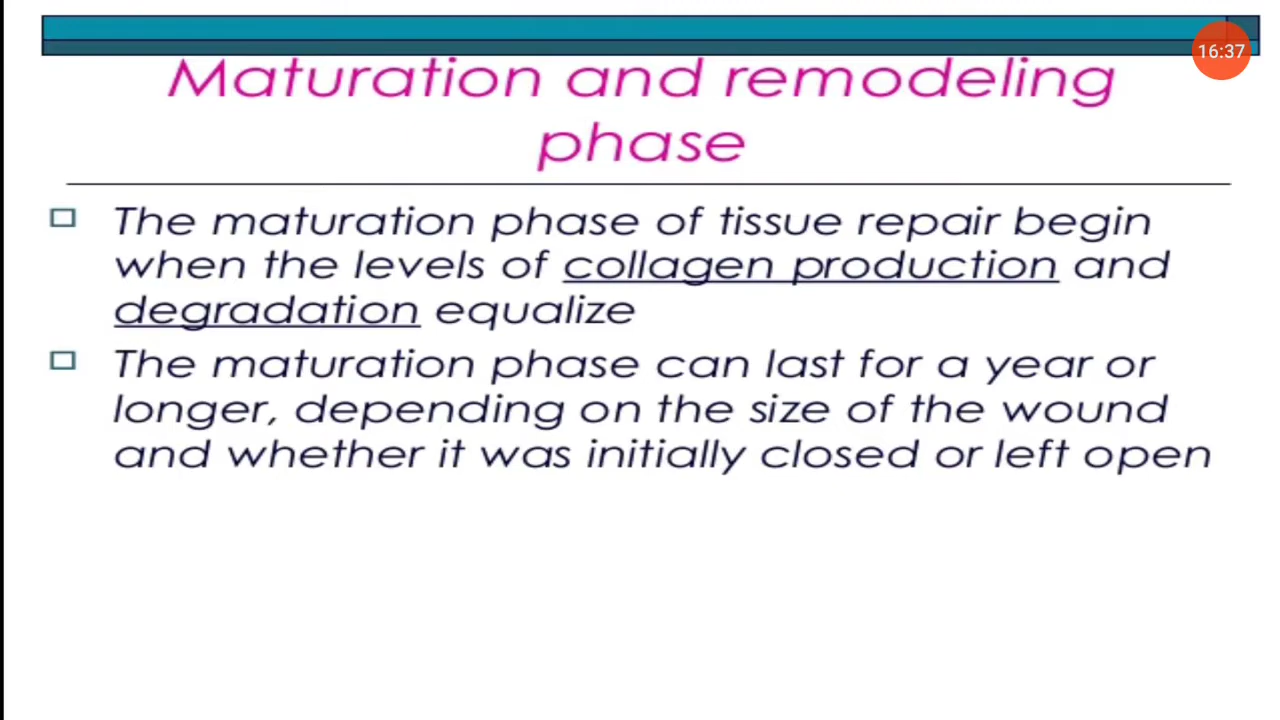 16:37
Maturation and remodeling
phase
The maturation phase of tissue repair begin
when the levels of collagen production and
degradation equalize
The maturation phase can last for a year or
longer, depending on the size of the wound
and whether it was initially closed or left open